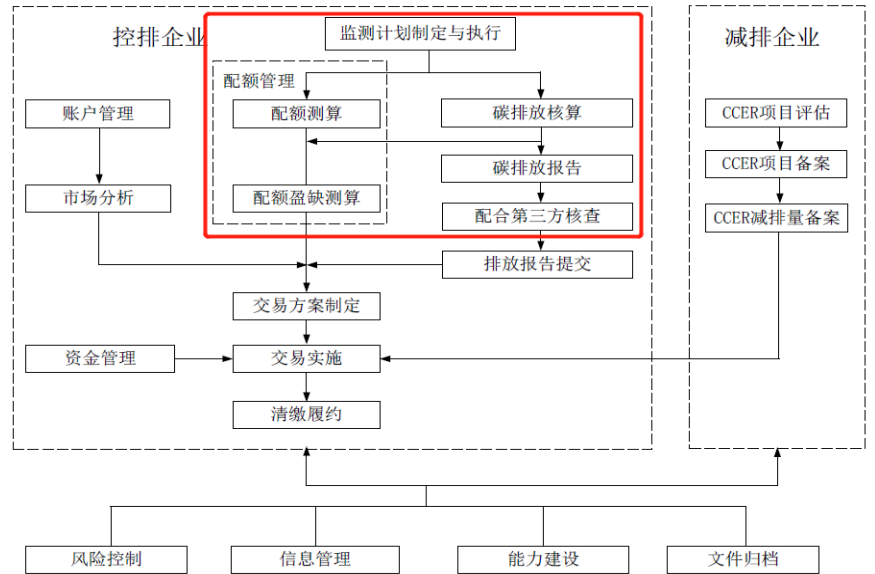 控排企业
减排企业
监测计划制定与执行
配额管理
账户管理
配额测算
碳排放核算
CCER项目评估
碳排放报告
CCER项目备案
市场分析
配额盈缺测算
配合第三方核查
CCER减排量备案
排放报告提交
交易方案制定
资金管理
交易实施
清缴履约
风险控制
信息管理
能力建设
文件归档